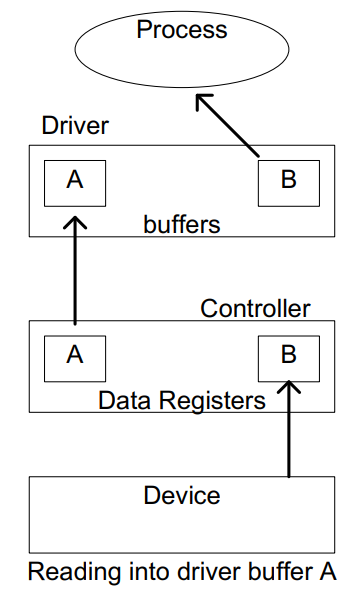 Process
Driver
A
B
buffers
Controller
A
B
Data Registers
Device
Reading into driver buffer A